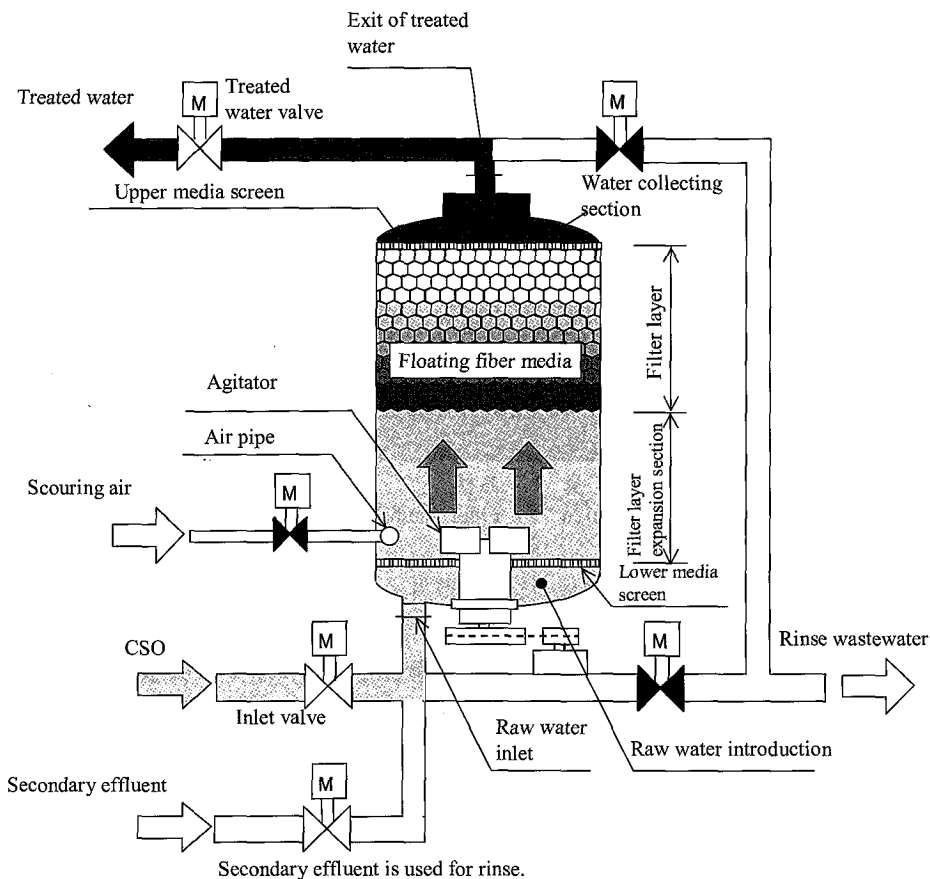 Exit of treated
water
Treated water
M
Treated
water valve
M
Upper media screen
Water collecting
section
Filter layer
Floating fiber media
Agitator
Air pipe
Scouring air
M
Filter layer
expansion section
Lower media
screen
CSO
M
M
Rinse wastewater
Inlet valve
Raw water
inlet
Raw water introduction
Secondary effluent
M
Secondary effluent is used for rinse.